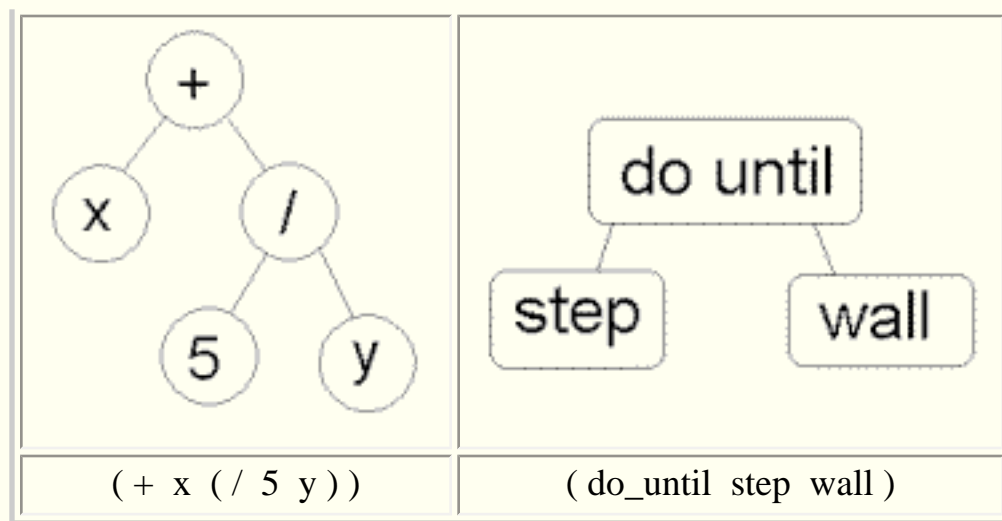 +
x
/
5
y
do until
step
wall
( + x ( / 5 y ) )
( do_until step wall )